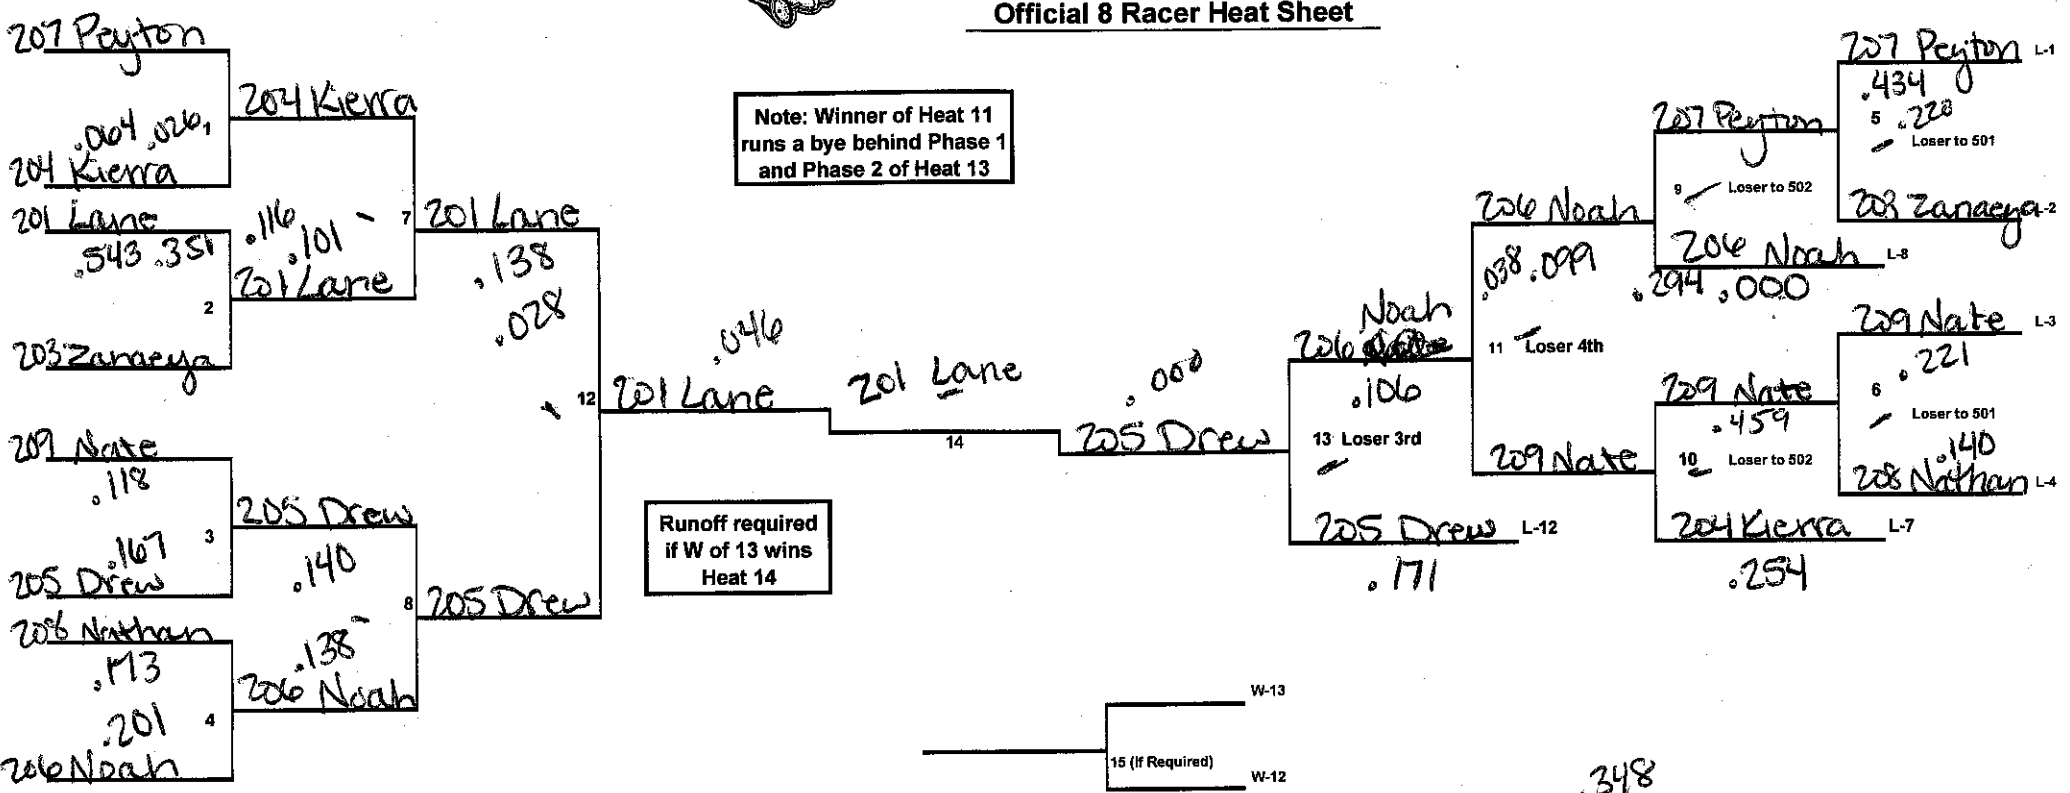 Official 8 Racer Heat Sheet
207 Peyton
.064 .026
204 Kierra
204 Kierra
201 Lane
.543 .351
2
203 Zanaeya
.116
.101
7
201 Lane
201 Lane
.138
.028
209 Nate
.118
.167
3
205 Drew
205 Drew
.140
208 Nathan
.173
.201
4
206 Noah
.138
8
206 Noah
205 Drew
12
201 Lane
.046
201 Lane
14
.000
205 Drew
Note: Winner of Heat 11
runs a bye behind Phase 1
and Phase 2 of Heat 13
Runoff required
if W of 13 wins
Heat 14
Noah
206
.106
13 Loser 3rd
205 Drew L-12
.171
206 Noah
.038 .099
11 Loser 4th
209 Nate
207 Peyton
9 Loser to 502
206 Noah L-8
.294 .000
209 Nate
.459
10 Loser to 502
204 Kierra L-7
.254
207 Peyton L-1
.434
5 .220
Loser to 501
203 Zanaeya L-2
209 Nate L-3
.221
6
Loser to 501
.140
208 Nathan L-4
W-13
15 (If Required)
W-12
.348